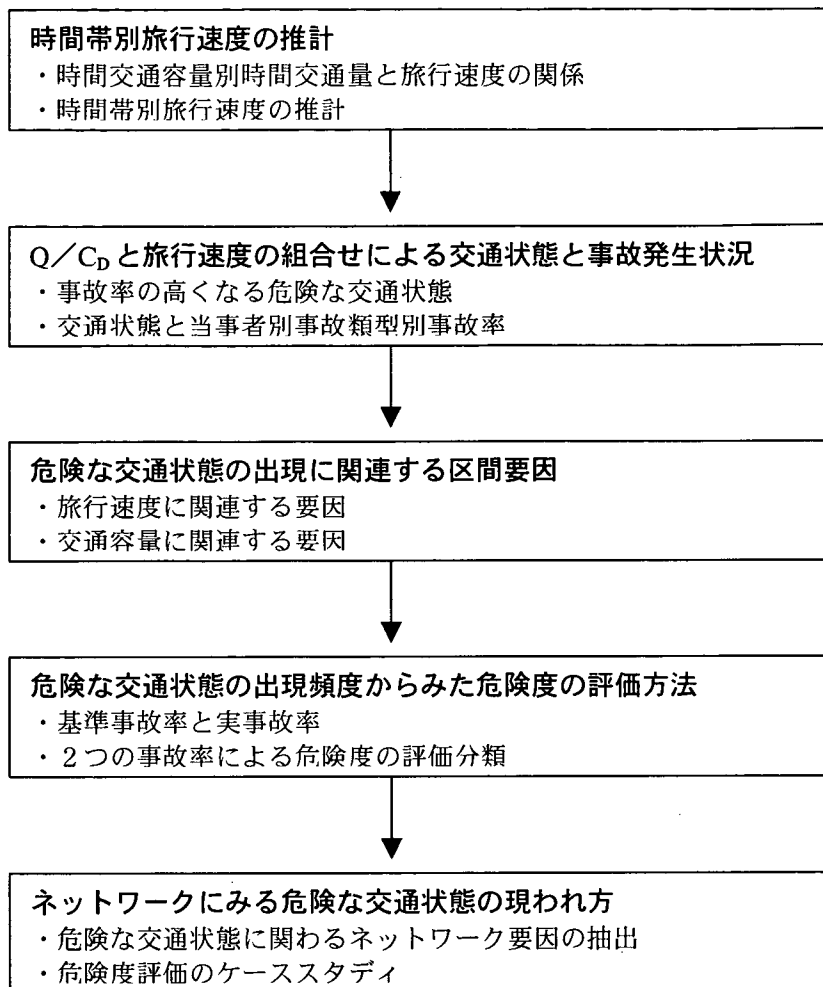 時間帯別旅行速度の推計
・時間交通容量別時間交通量と旅行速度の関係
・時間帯別旅行速度の推計
Q／C_D と旅行速度の組合せによる交通状態と事故発生状況
・事故率の高くなる危険な交通状態
・交通状態と当事者別事故類型別事故率
危険な交通状態の出現に関連する区間要因
・旅行速度に関連する要因
・交通容量に関連する要因
危険な交通状態の出現頻度からみた危険度の評価方法
・基準事故率と実事故率
・２つの事故率による危険度の評価分類
ネットワークにみる危険な交通状態の現われ方
・危険な交通状態に関わるネットワーク要因の抽出
・危険度評価のケーススタディ